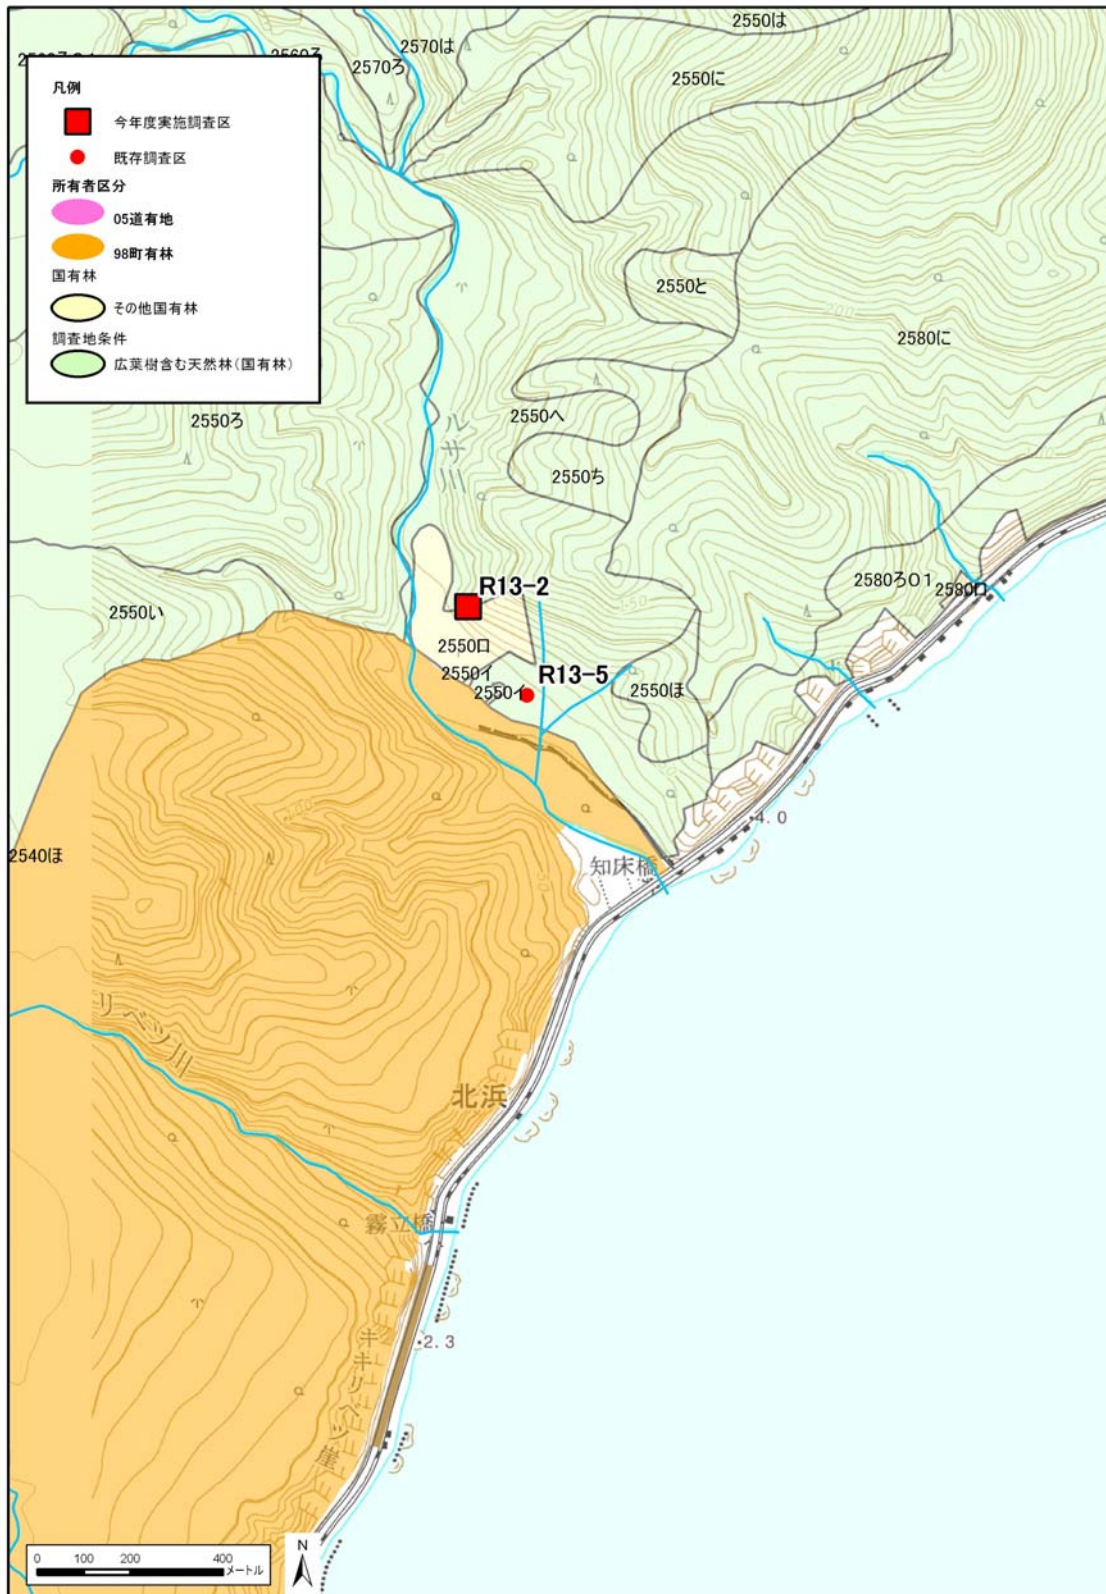 2550は
2570は
2560ろ
2570ろ
2550に
凡例
今年度実施調査区
既存調査区
所有者区分
05道有地
98町有林
国有林
その他国有林
調査地条件
広葉樹含む天然林(国有林)
2550と
200
2580に
2550ろ
2550へ
ルサ川
2550ち
2580ろ01
2580ロ
R13-2
2550い
2550ロ
2550イ
R13-5
2550イ
2550ほ
4.0
2540ほ
知床橋
リベツ川
北浜
霧立橋
2.3
キキリベツ崖
0 100 200 400
メートル
N